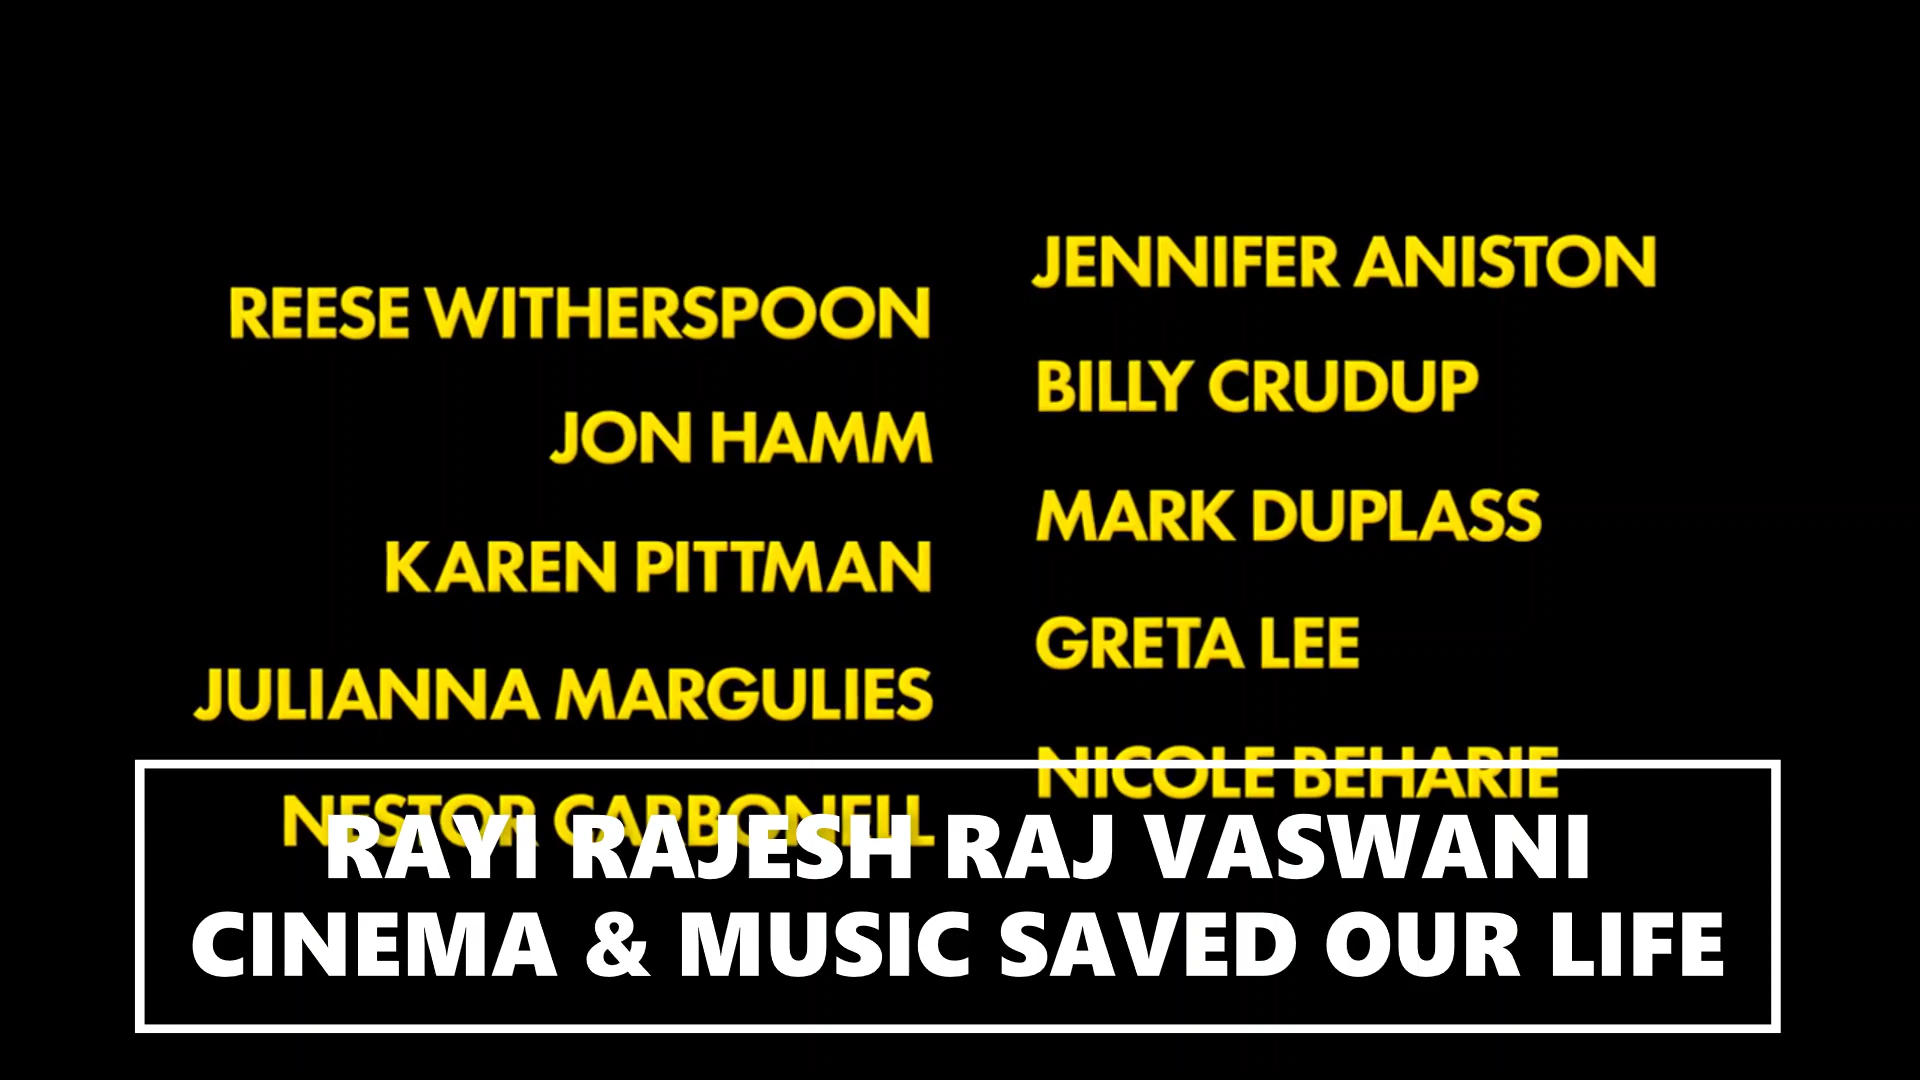 JENNIFER ANISTON
REESE WITHERSPOON
BILLY CRUDUP
JON HAMM
MARK DUPLASS
KAREN PITTMAN
GRETA LEE
JULIANNA MARGULIES
NICOLE BEHARIE
NESTOR CARBONELL
RAYI RAJESH RAJ VASWANI
CINEMA & MUSIC SAVED OUR LIFE